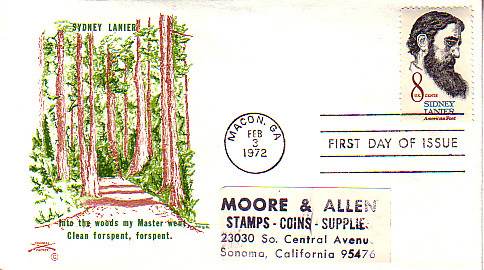 SYDNEY LANIER
8
U.S. CENTS
SIDNEY
LANIER
American Poet
MACON, GA
FEB
3
1972
FIRST DAY OF ISSUE
Into the woods my Master went,
Clean forspent, forspent.
MOORE & ALLEN
STAMPS - COINS - SUPPLIES
23030 So. Central Avenu
Sonoma, California 95476